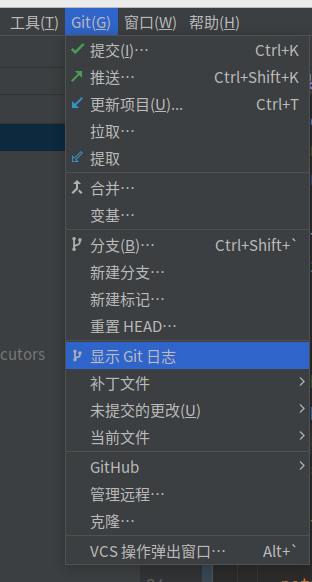 工具(T) Git(G) 窗口(W) 帮助(H)
提交(I)… Ctrl+K
推送… Ctrl+Shift+K
更新项目(U)... Ctrl+T
拉取…
提取
合并…
变基…
分支(B)… Ctrl+Shift+`
新建分支…
新建标记…
重置 HEAD…
显示 Git 日志
cutors
补丁文件
未提交的更改(U)
当前文件
GitHub
管理远程…
克隆…
VCS 操作弹出窗口… Alt+`